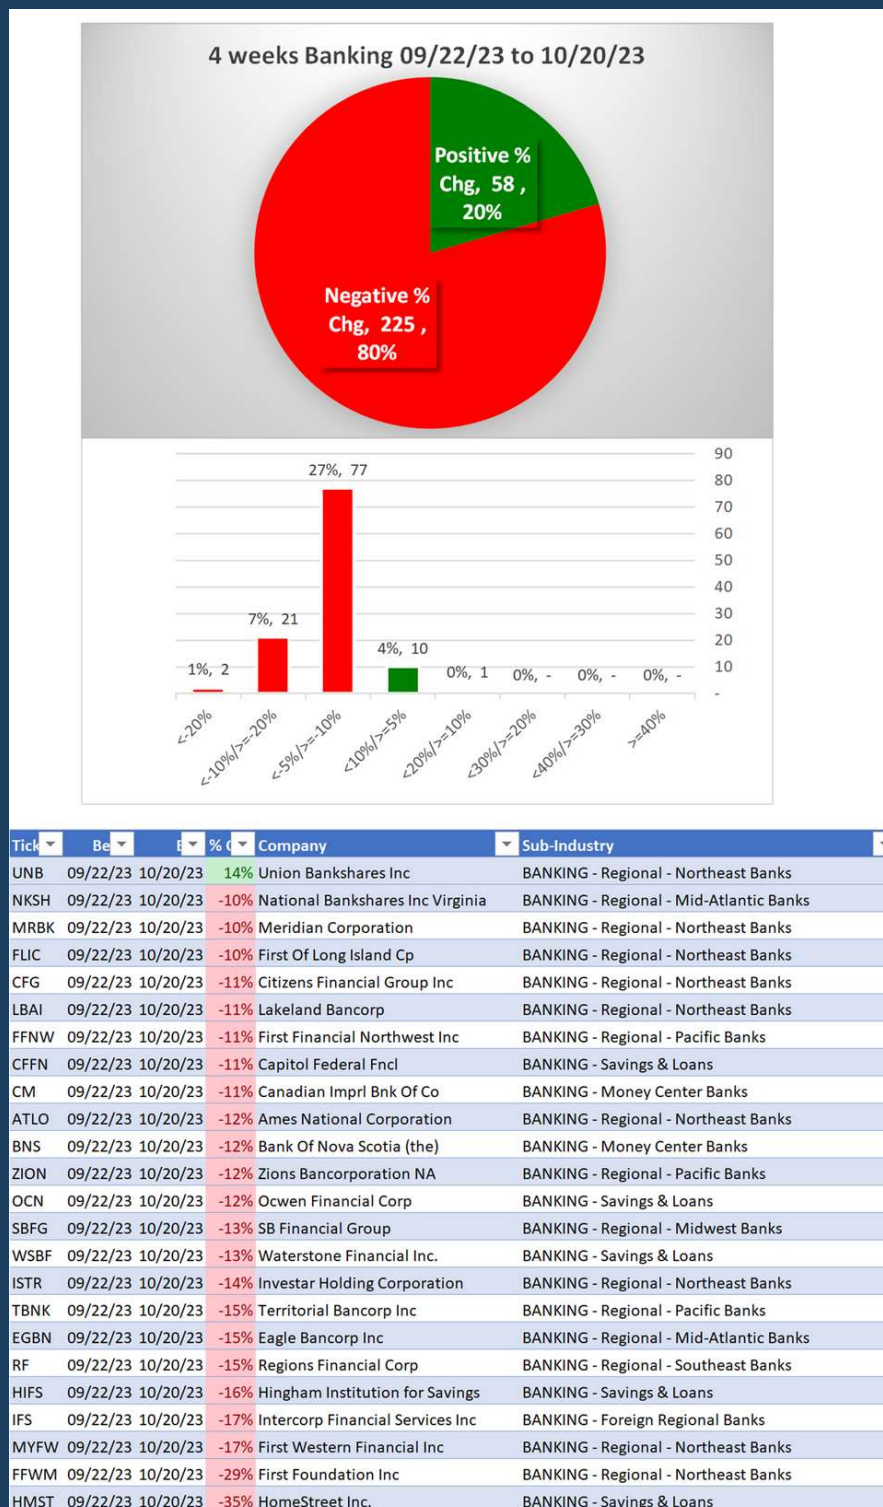 4 weeks Banking 09/22/23 to 10/20/23
Positive %
Chg, 58 ,
20%
Negative %
Chg, 225 ,
80%
90
80
70
60
50
40
30
20
10
-
1%, 2
7%, 21
27%, 77
4%, 10
0%, 1
0%, -
0%, -
0%, -
<-20%
<-10%/>=-20%
<-5%/>=-10%
<10%/>=5%
<20%/>=10%
<30%/>=20%
<40%/>=30%
>=40%
Tick Be E % C Company Sub-Industry
UNB 09/22/23 10/20/23 14% Union Bankshares Inc BANKING - Regional - Northeast Banks
NKSH 09/22/23 10/20/23 -10% National Bankshares Inc Virginia BANKING - Regional - Mid-Atlantic Banks
MRBK 09/22/23 10/20/23 -10% Meridian Corporation BANKING - Regional - Northeast Banks
FLIC 09/22/23 10/20/23 -10% First Of Long Island Cp BANKING - Regional - Northeast Banks
CFG 09/22/23 10/20/23 -11% Citizens Financial Group Inc BANKING - Regional - Northeast Banks
LBAI 09/22/23 10/20/23 -11% Lakeland Bancorp BANKING - Regional - Northeast Banks
FFNW 09/22/23 10/20/23 -11% First Financial Northwest Inc BANKING - Regional - Pacific Banks
CFFN 09/22/23 10/20/23 -11% Capitol Federal Fncl BANKING - Savings & Loans
CM 09/22/23 10/20/23 -11% Canadian Imprl Bnk Of Co BANKING - Money Center Banks
ATLO 09/22/23 10/20/23 -12% Ames National Corporation BANKING - Regional - Northeast Banks
BNS 09/22/23 10/20/23 -12% Bank Of Nova Scotia (the) BANKING - Money Center Banks
ZION 09/22/23 10/20/23 -12% Zions Bancorporation NA BANKING - Regional - Pacific Banks
OCN 09/22/23 10/20/23 -12% Ocwen Financial Corp BANKING - Savings & Loans
SBFG 09/22/23 10/20/23 -13% SB Financial Group BANKING - Regional - Midwest Banks
WSBF 09/22/23 10/20/23 -13% Waterstone Financial Inc. BANKING - Savings & Loans
ISTR 09/22/23 10/20/23 -14% Investar Holding Corporation BANKING - Regional - Northeast Banks
TBNK 09/22/23 10/20/23 -15% Territorial Bancorp Inc BANKING - Regional - Pacific Banks
EGBN 09/22/23 10/20/23 -15% Eagle Bancorp Inc BANKING - Regional - Mid-Atlantic Banks
RF 09/22/23 10/20/23 -15% Regions Financial Corp BANKING - Regional - Southeast Banks
HIFS 09/22/23 10/20/23 -16% Hingham Institution for Savings BANKING - Savings & Loans
IFS 09/22/23 10/20/23 -17% Intercorp Financial Services Inc BANKING - Foreign Regional Banks
MYFW 09/22/23 10/20/23 -17% First Western Financial Inc BANKING - Regional - Northeast Banks
FFWM 09/22/23 10/20/23 -29% First Foundation Inc BANKING - Regional - Northeast Banks
HMST 09/22/23 10/20/23 -35% HomeStreet Inc. BANKING - Savings & Loans